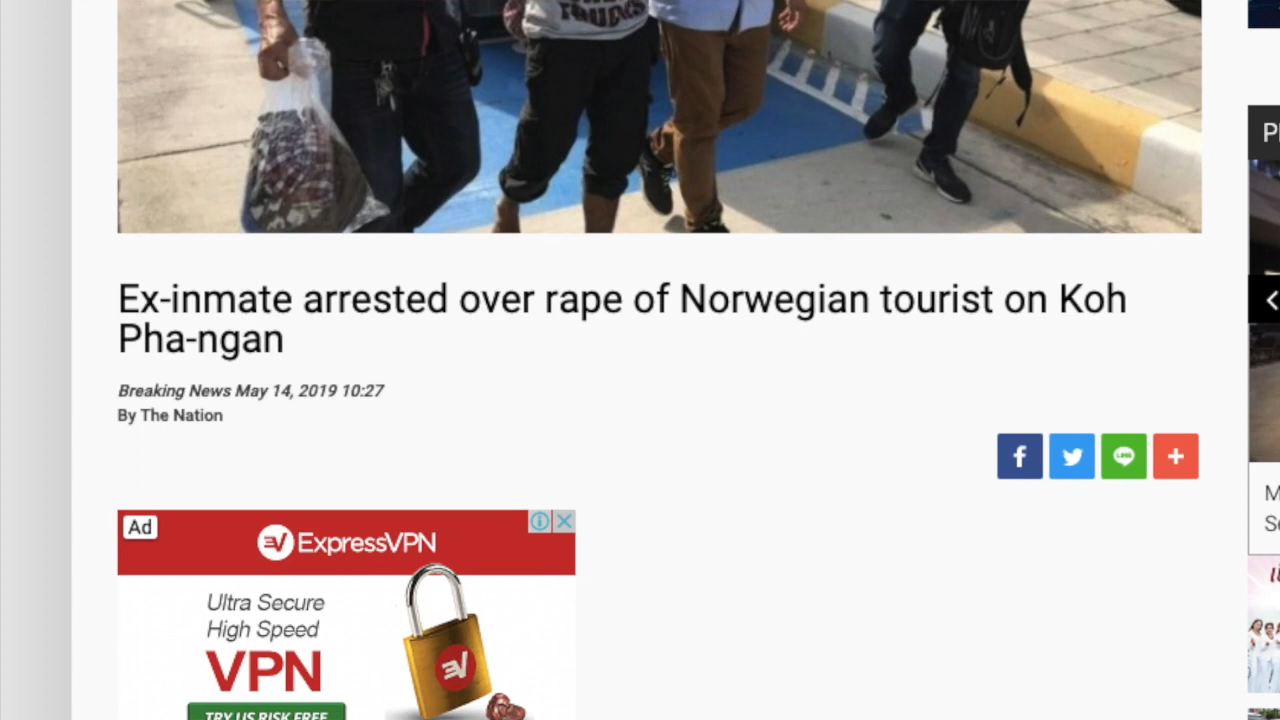 Ex-inmate arrested over rape of Norwegian tourist on Koh
Pha-ngan
Breaking News May 14, 2019 10:27
By The Nation
f
LINE
+
Ad
ExpressVPN
Ultra Secure
High Speed
VPN
TRY US RISK FREE